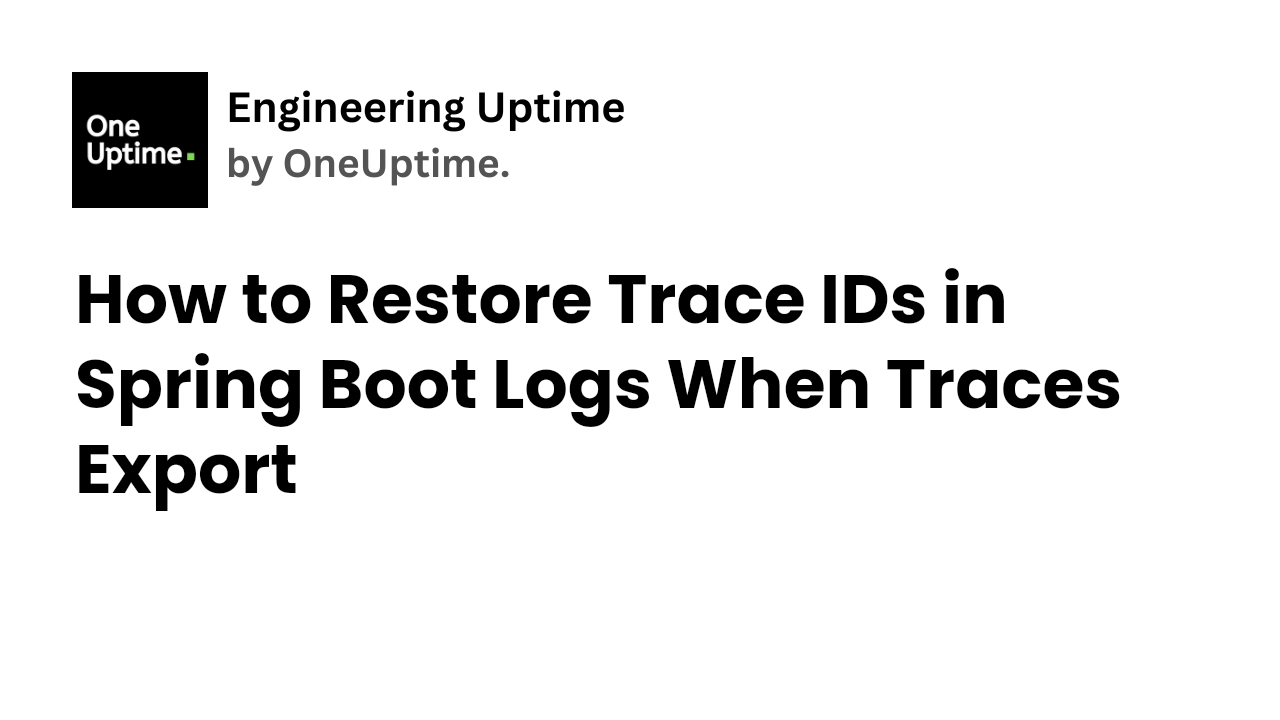 One
Uptime.
Engineering Uptime
by OneUptime.
How to Restore Trace IDs in
Spring Boot Logs When Traces
Export